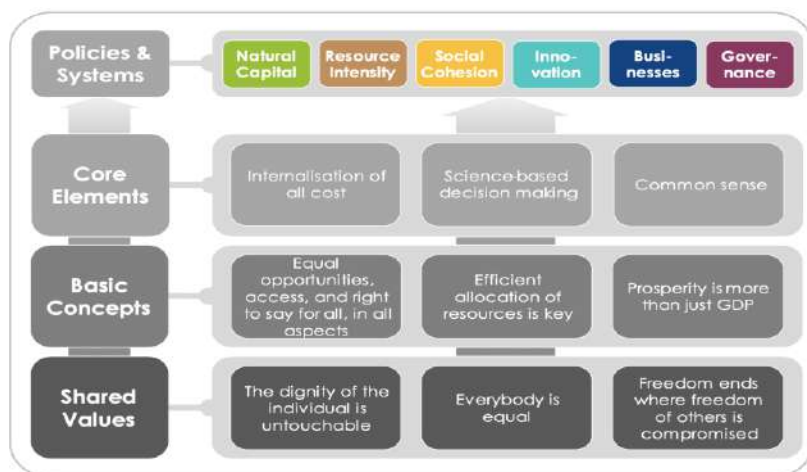 Policies &
Systems
Natural
Capital
Resource
Intensity
Social
Cohesion
Inno-
vation
Busi-
nesses
Gover-
nance
Core
Elements
Internalisation of
all cost
Science-based
decision making
Common sense
Basic
Concepts
Equal
opportunities,
access, and right
to say for all, in all
aspects
Efficient
allocation of
resources is key
Prosperity is more
than just GDP
Shared
Values
The dignity of the
individual is
untouchable
Everybody is
equal
Freedom ends
where freedom
of others is
compromised